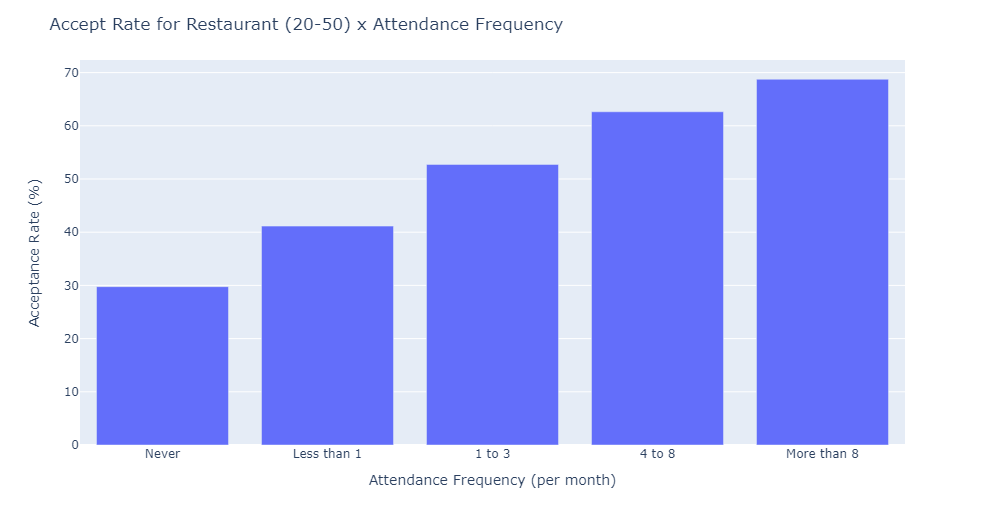 Accept Rate for Restaurant (20-50) x Attendance Frequency
70
60
50
40
30
20
10
0
Acceptance Rate (%)
Never
Less than 1
1 to 3
4 to 8
More than 8
Attendance Frequency (per month)